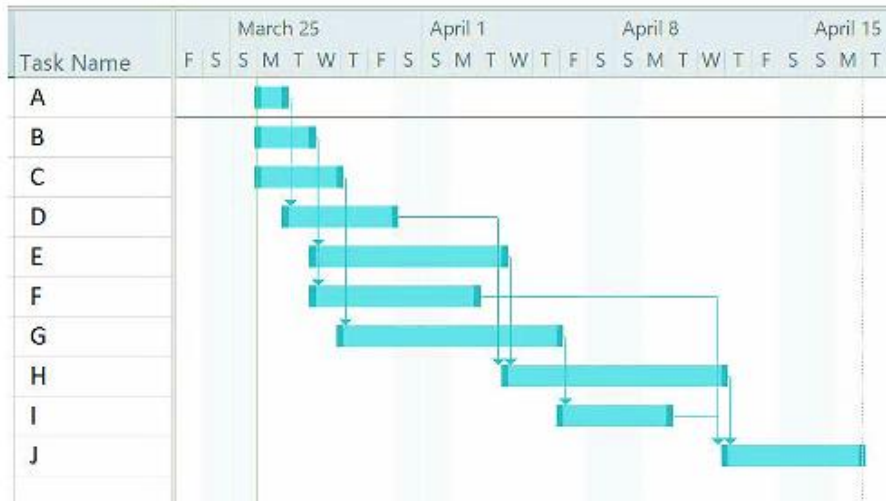 March 25 April 1 April 8 April 15
Task Name F S S M T W T F S S M T W T F S S M T W T F S S M T
A
B
C
D
E
F
G
H
I
J